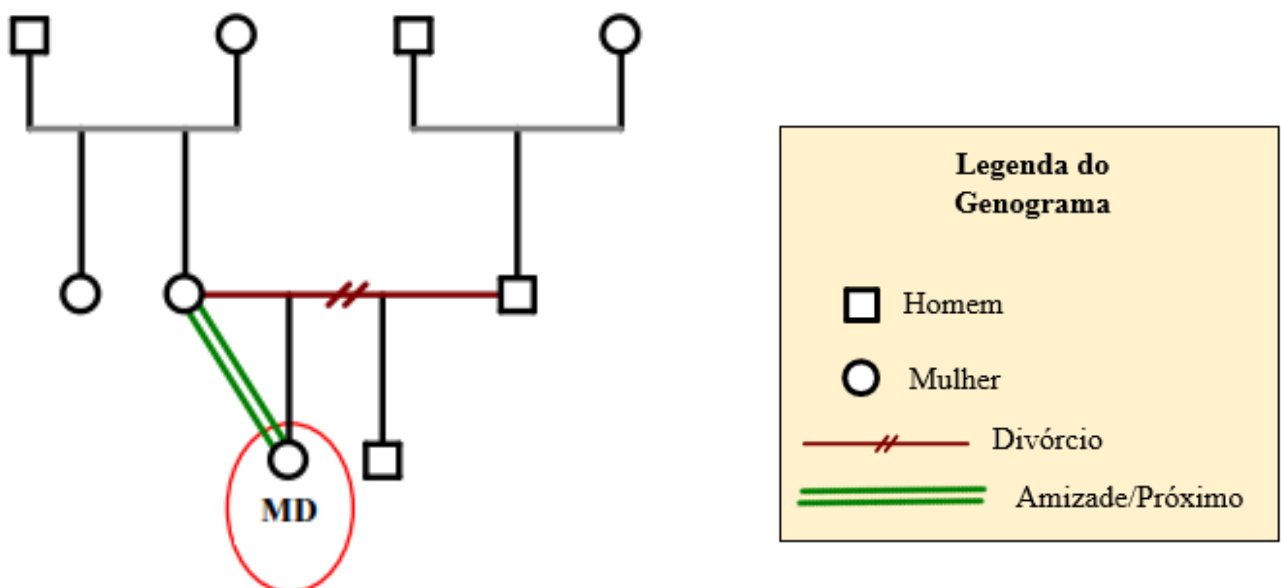 Legenda do
Genograma
Homem
Mulher
Divórcio
Amizade/Próximo
MD